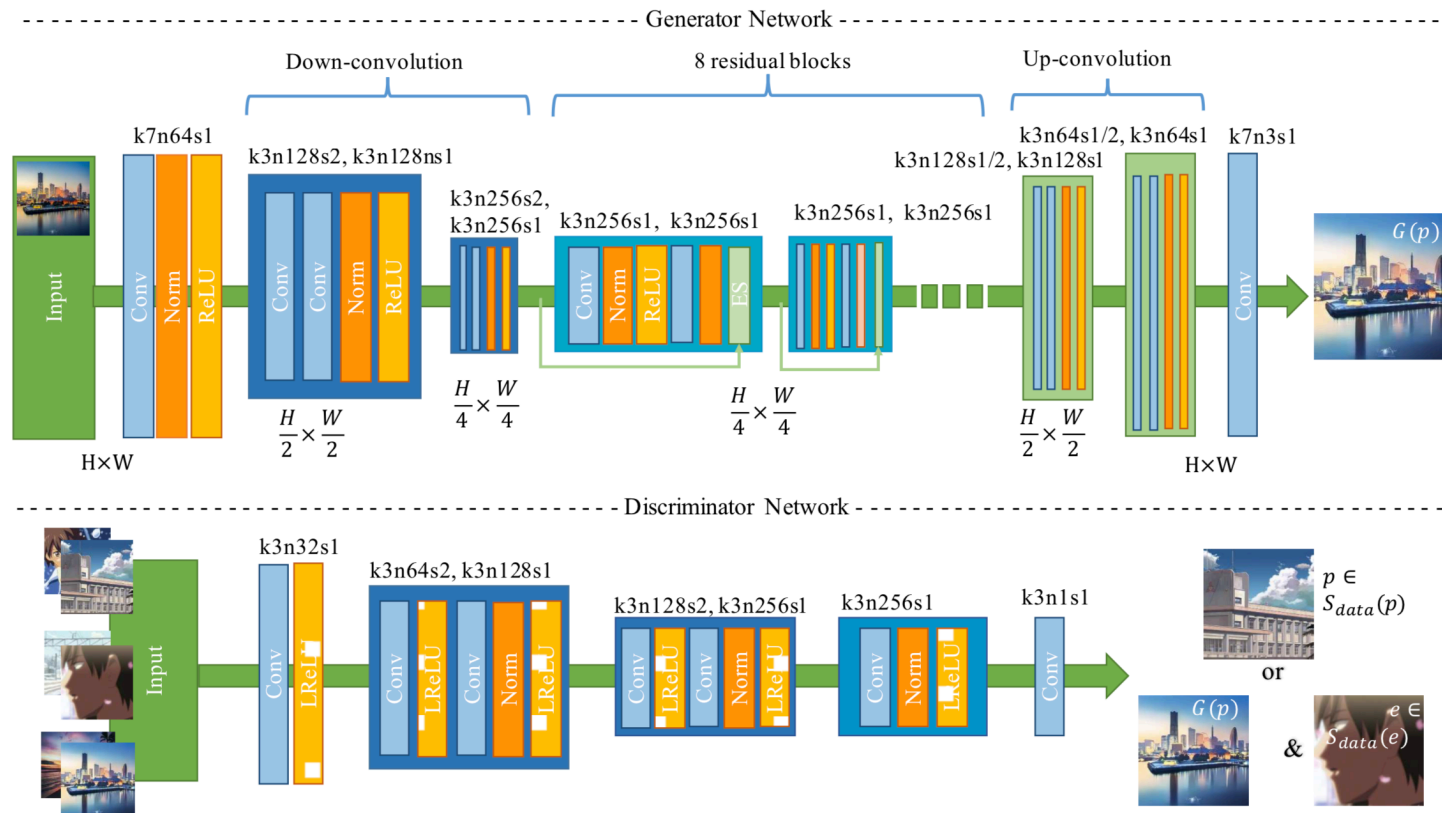 Generator Network
Down-convolution
8 residual blocks
Up-convolution
k7n64s1
k3n128s2, k3n128ns1
k3n256s2,
k3n256s1
k3n256s1, k3n256s1
k3n256s1, k3n256s1
k3n128s1/2, k3n128s1
k3n64s1/2, k3n64s1
k7n3s1
Input
Conv
Norm
ReLU
Conv
Conv
Norm
ReLU
Conv
Norm
ReLU
ES
Conv
G(p)
H×W
H/2 × W/2
H/4 × W/4
H/4 × W/4
H/2 × W/2
H×W
Discriminator Network
k3n32s1
k3n64s2, k3n128s1
k3n128s2, k3n256s1
k3n256s1
k3n1s1
Input
Conv
LReLU
Conv
LReLU
Conv
Norm
LReLU
Conv
LReLU
Conv
Norm
LReLU
Conv
Norm
LReLU
Conv
p ∈
S_data(p)
or
G(p)
&
e ∈
S_data(e)